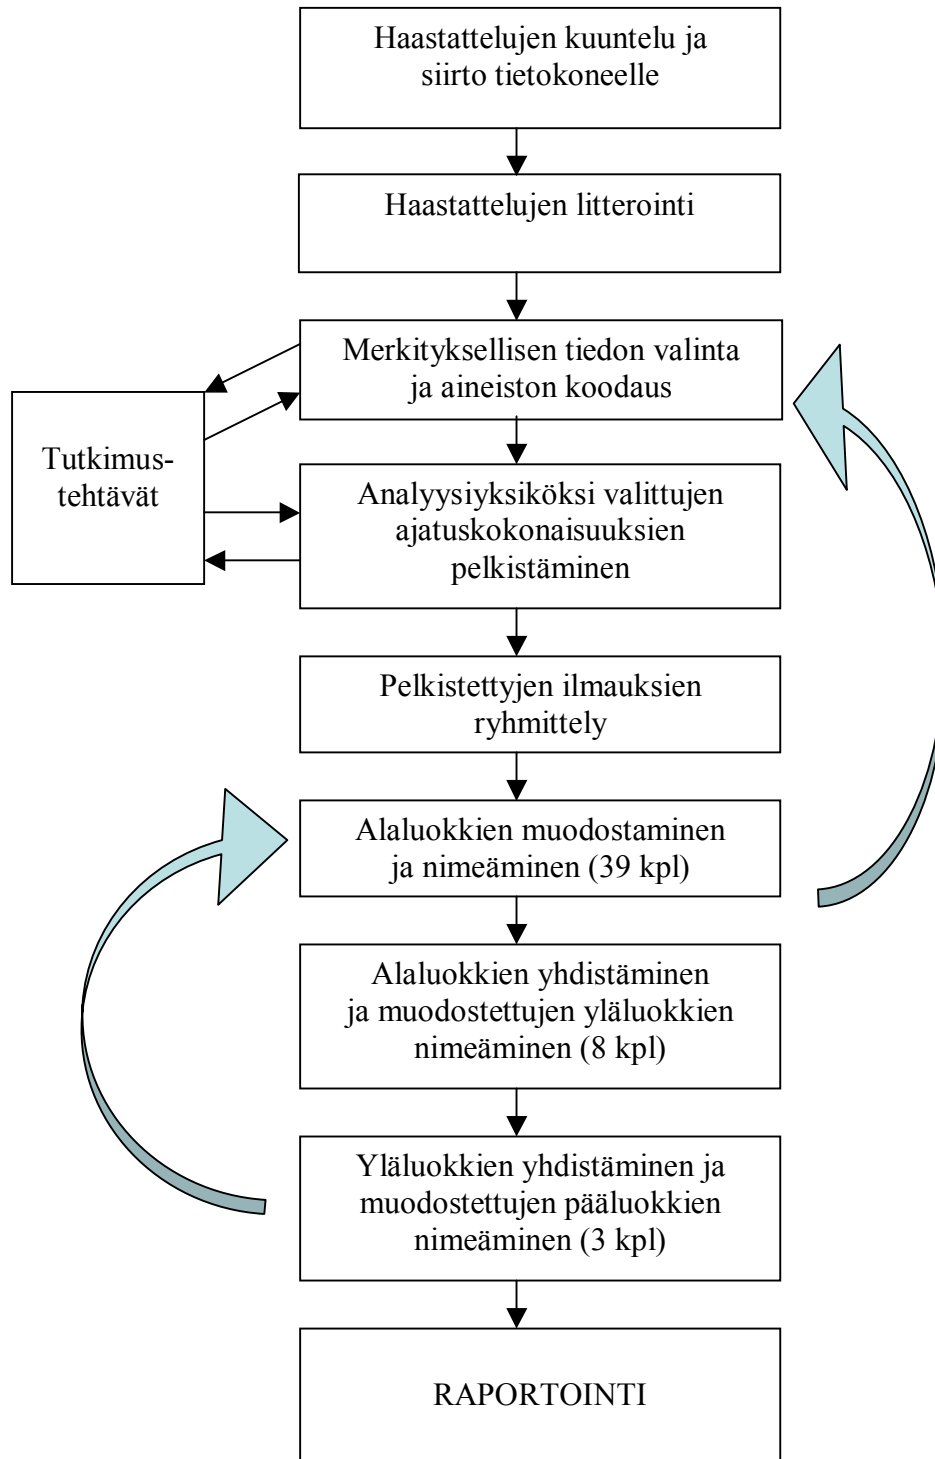 Haastattelujen kuuntelu ja
siirto tietokoneelle
Haastattelujen litterointi
Merkityksellisen tiedon valinta
ja aineiston koodaus
Tutkimus-
tehtävät
Analyysiyksiköksi valittujen
ajatuskokonaisuuksien
pelkistäminen
Pelkistettyjen ilmauksien
ryhmittely
Alaluokkien muodostaminen
ja nimeäminen (39 kpl)
Alaluokkien yhdistäminen
ja muodostettujen yläluokkien
nimeäminen (8 kpl)
Yläluokkien yhdistäminen ja
muodostettujen pääluokkien
nimeäminen (3 kpl)
RAPORTOINTI